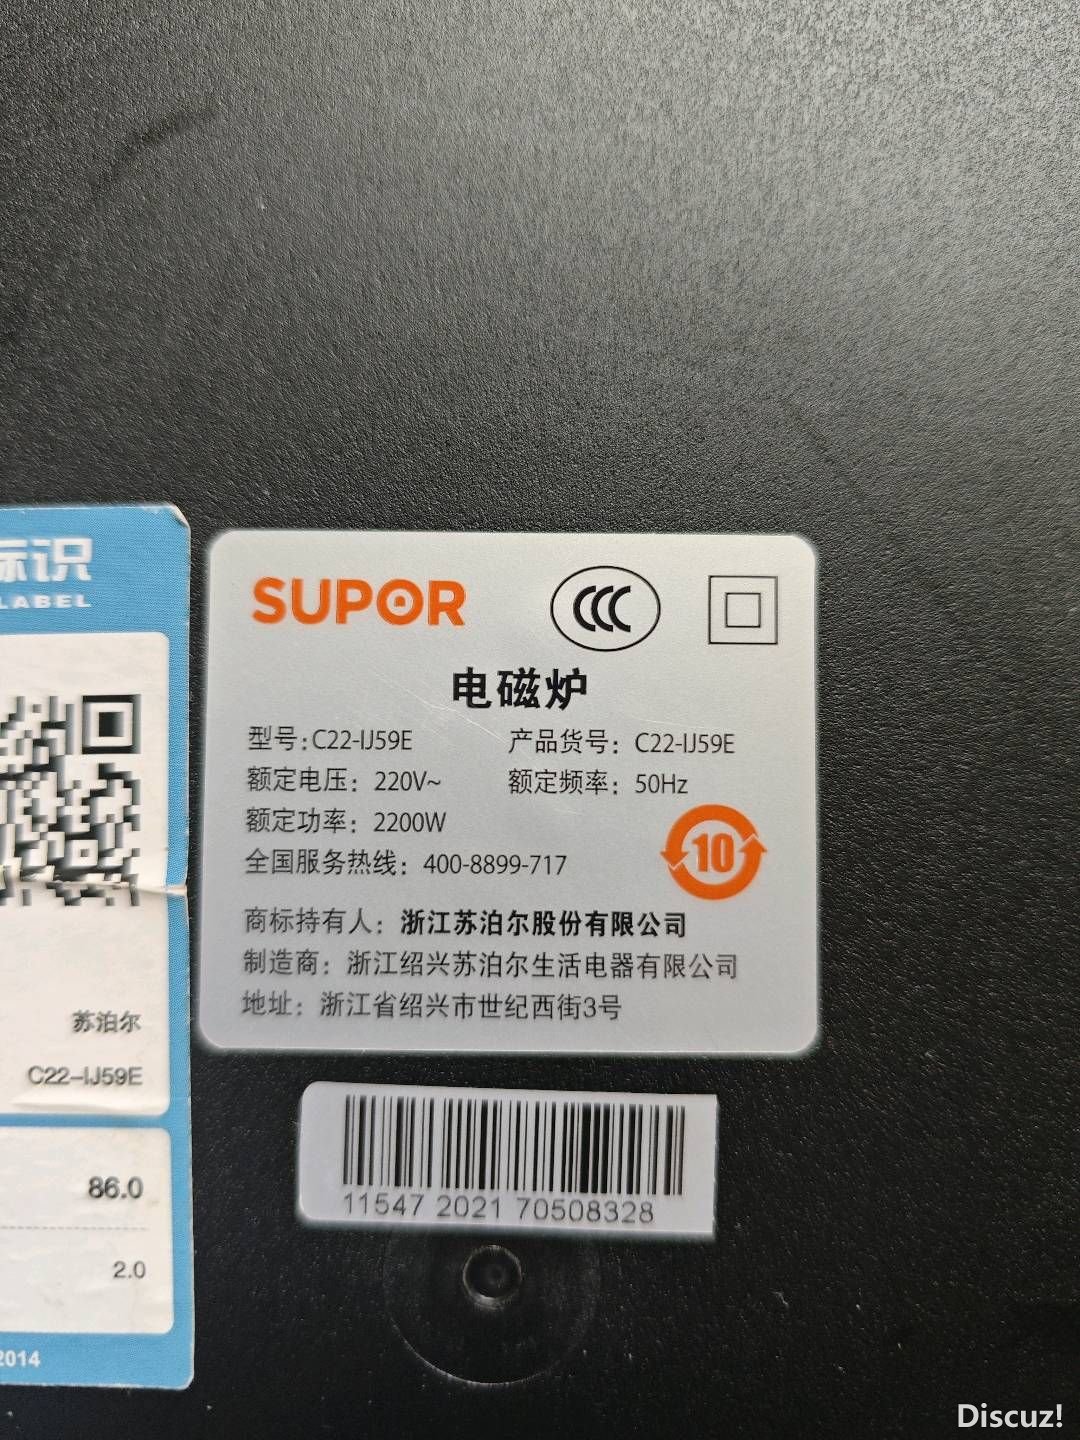 标识
LABEL
苏泊尔
C22-IJ59E
86.0
2.0
2014
SUPOR
CCC
电磁炉
型号:C22-IJ59E 产品货号: C22-IJ59E
额定电压: 220V~ 额定频率: 50Hz
额定功率: 2200W
10
全国服务热线: 400-8899-717
商标持有人: 浙江苏泊尔股份有限公司
制造商: 浙江绍兴苏泊尔生活电器有限公司
地址: 浙江省绍兴市世纪西街3号
11547 2021 70508328
Discuz!